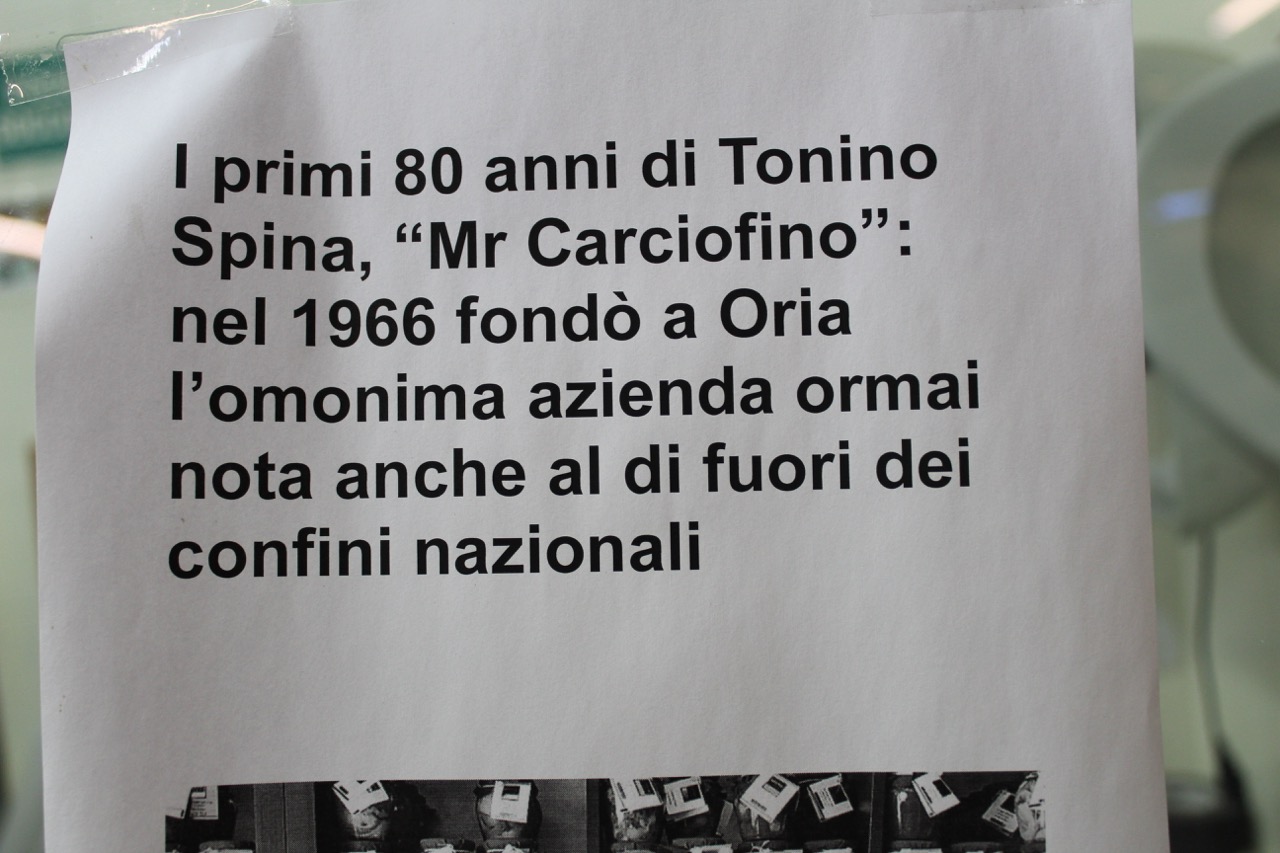 I primi 80 anni di Tonino
Spina, “Mr Carciofino”:
nel 1966 fondò a Oria
l’omonima azienda ormai
nota anche al di fuori dei
confini nazionali